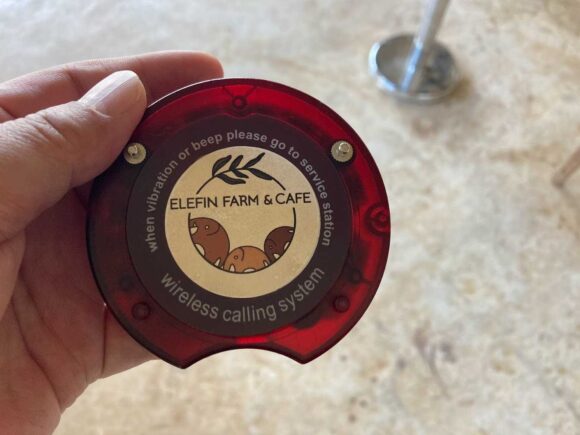 when vibration or beep please go to service station
ELEFIN FARM & CAFE
wireless calling system